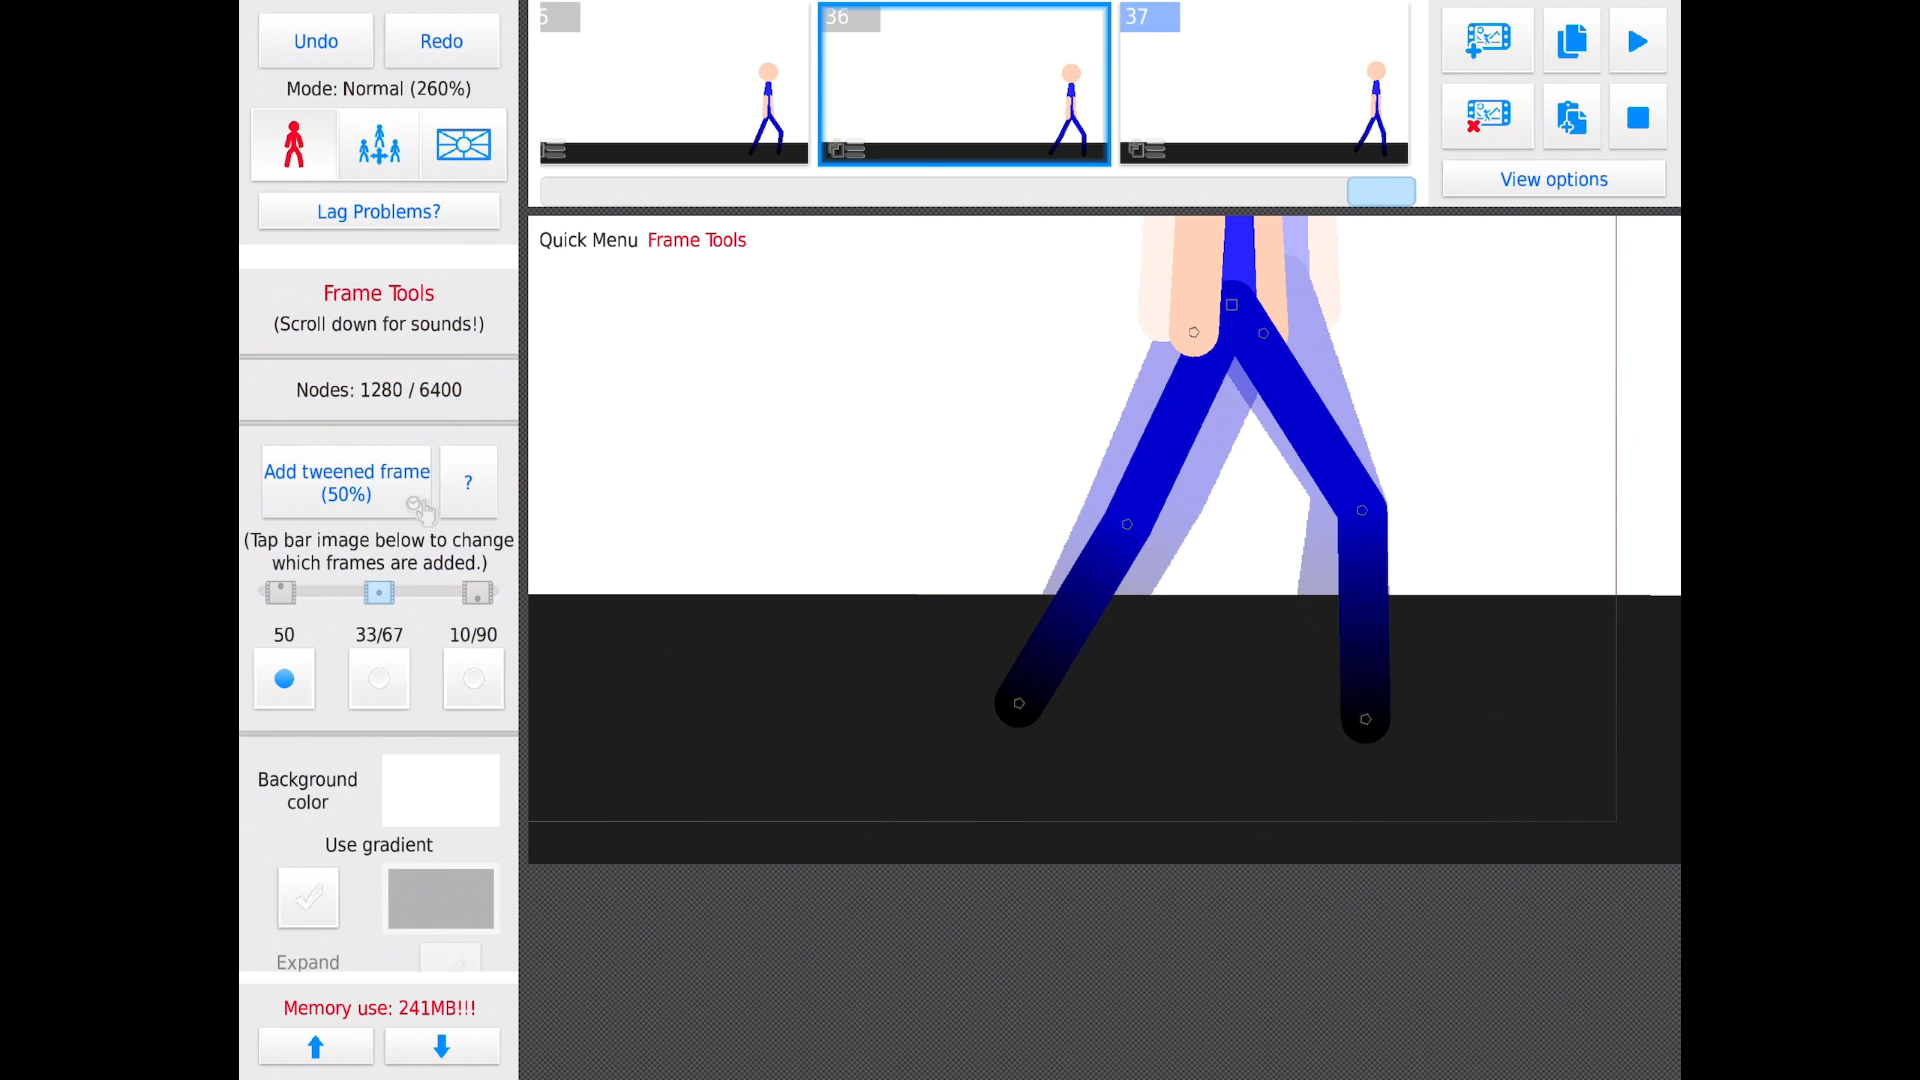 Undo
Redo
Mode: Normal (260%)
Lag Problems?
Frame Tools
(Scroll down for sounds!)
Nodes: 1280 / 6400
Add tweened frame
(50%)
?
(Tap bar image below to change
which frames are added.)
50
33/67
10/90
Background
color
Use gradient
Expand
Memory use: 241MB!!!
5
36
37
View options
Quick Menu
Frame Tools